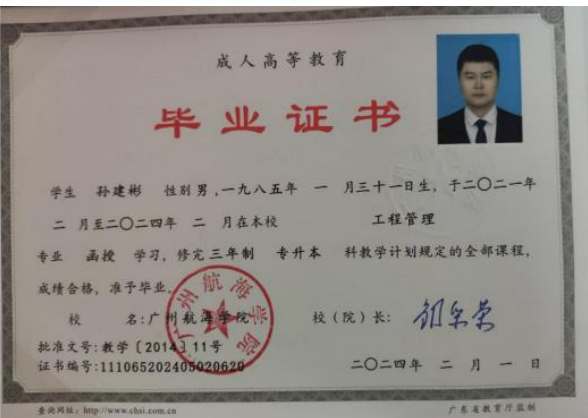 成人高等教育
毕业证书
学生 孙建彬 性别 男,一九八五年 一 月三十一日生,于二〇二一年
二 月至二〇二四年 二 月在本校 工程管理
专业 函授 学习,修完 三年制 专升本 科教学计划规定的全部课程,
成绩合格,准予毕业。
校 名:广州航海学院 校(院)长:
批准文号:教学〔2014〕11号
证书编号:111065202405020620 二〇二四年 二 月 一 日
广州航海学院
查询网址:http://www.chsi.com.cn 广东省教育厅监制